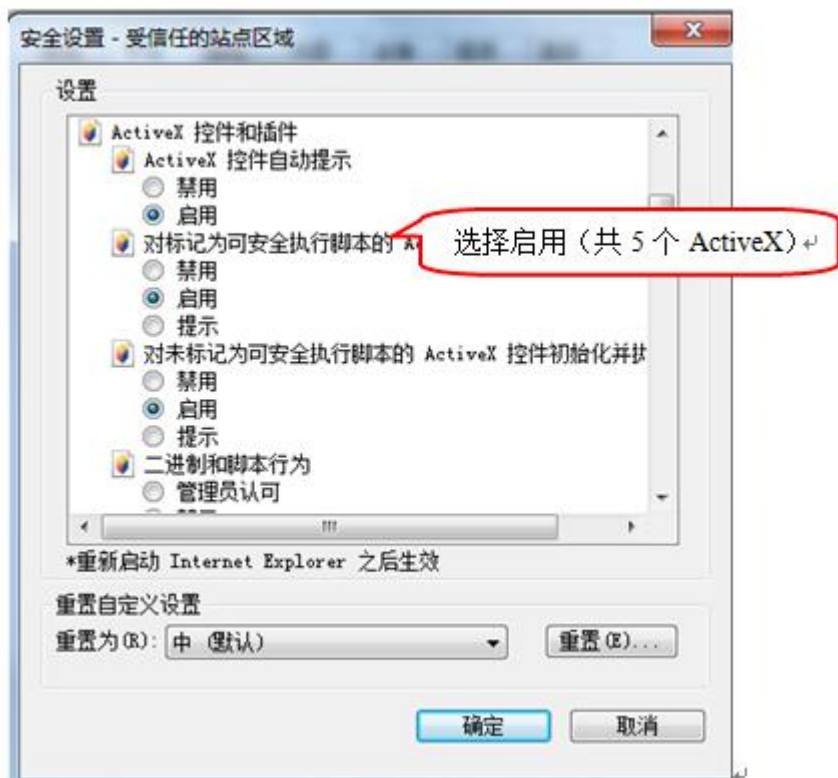 安全设置 - 受信任的站点区域
设置
ActiveX 控件和插件
ActiveX 控件自动提示
禁用
启用
对标记为可安全执行脚本的
选择启用（共 5 个 ActiveX）
禁用
启用
提示
对未标记为可安全执行脚本的 ActiveX 控件初始化并
禁用
启用
提示
二进制和脚本行为
管理员认可
*重新启动 Internet Explorer 之后生效
重置自定义设置
重置为(R): 中 (默认) 重置(E)...
确定 取消